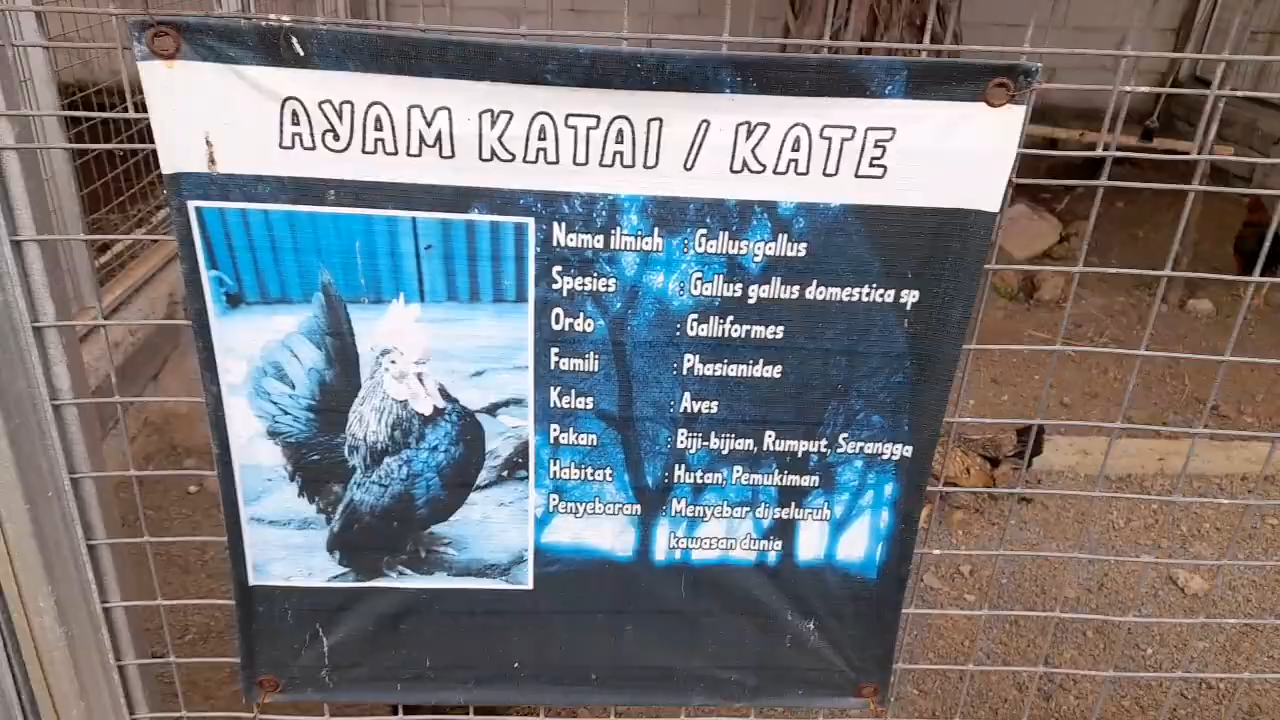 AYAM KATAI / KATE
Nama ilmiah : Gallus gallus
Spesies : Gallus gallus domestica sp
Ordo : Galliformes
Famili : Phasianidae
Kelas : Aves
Pakan : Biji-bijian, Rumput, Serangga
Habitat : Hutan, Pemukiman
Penyebaran : Menyebar di seluruh
kawasan dunia